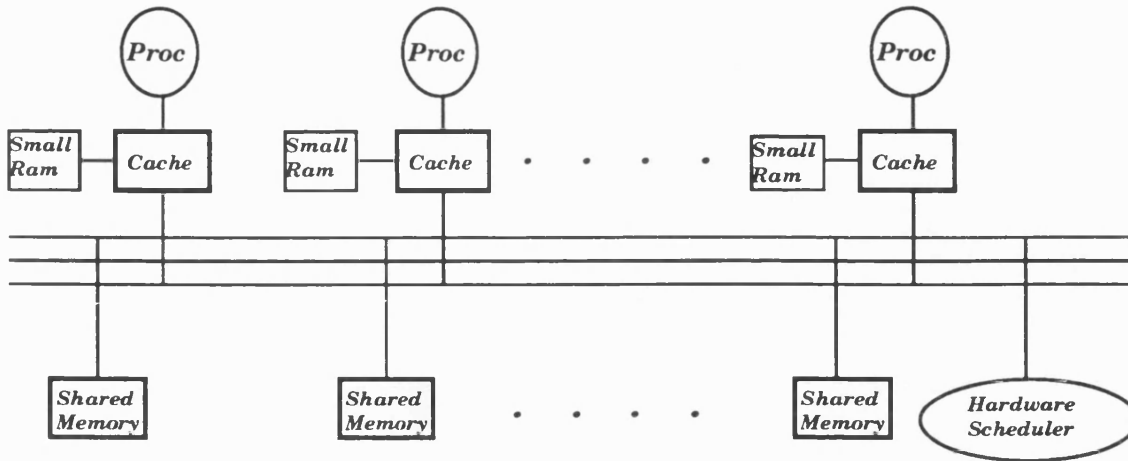 Proc
Proc
Proc
Small
Ram
Cache
Small
Ram
Cache
Small
Ram
Cache
Shared
Memory
Shared
Memory
Shared
Memory
Hardware
Scheduler